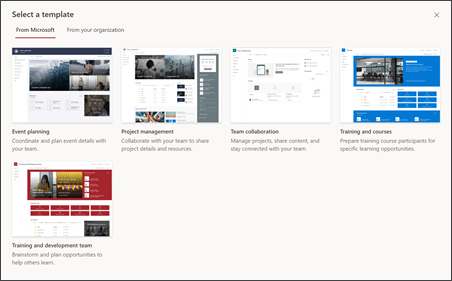 Select a template
From Microsoft From your organization
Event planning
Coordinate and plan event details with
your team.
Project management
Collaborate with your team to share
project details and resources.
Team collaboration
Manage projects, share content, and
stay connected with your team.
Training and courses
Prepare training course participants for
specific learning opportunities.
Training and development team
Brainstorm and plan opportunities to
help others learn.